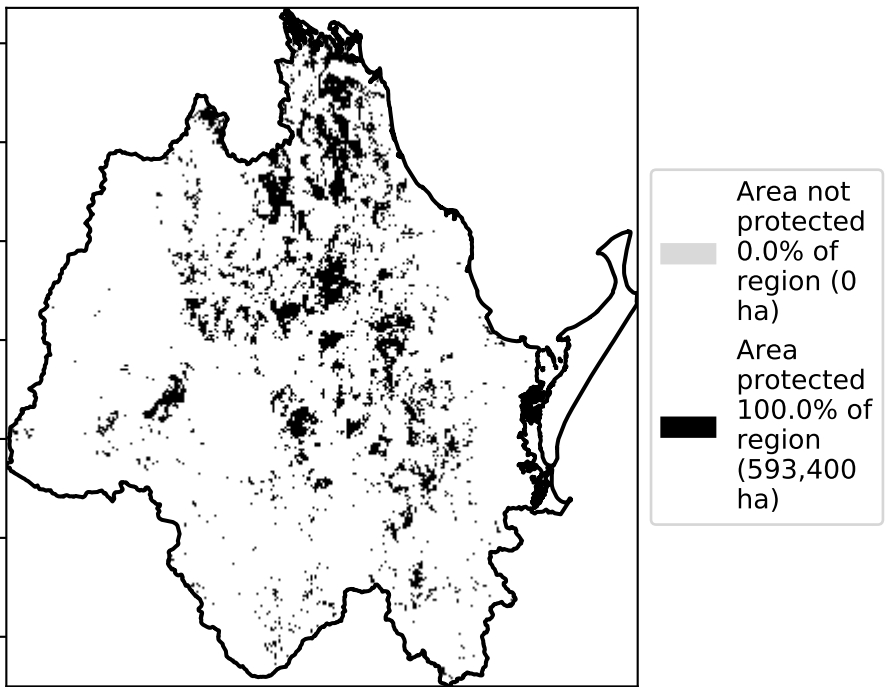 Area not
protected
0.0% of
region (0
ha)
Area
protected
100.0% of
region
(593,400
ha)